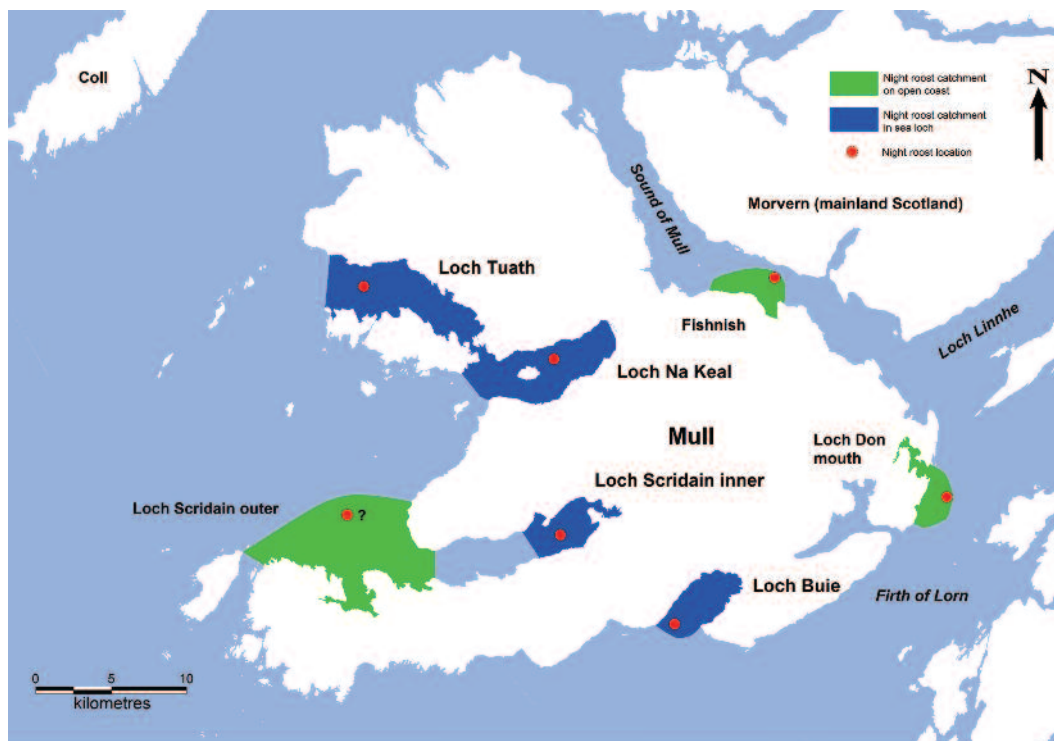 Coll
Night roost catchment
on open coast
Night roost catchment
in sea loch
Night roost location
N
Sound of Mull
Morvern (mainland Scotland)
Loch Tuath
Fishnish
Loch Linnhe
Loch Na Keal
Mull
Loch Don
mouth
Loch Scridain inner
Loch Scridain outer
?
Loch Buie
Firth of Lorn
0 5 10
kilometres